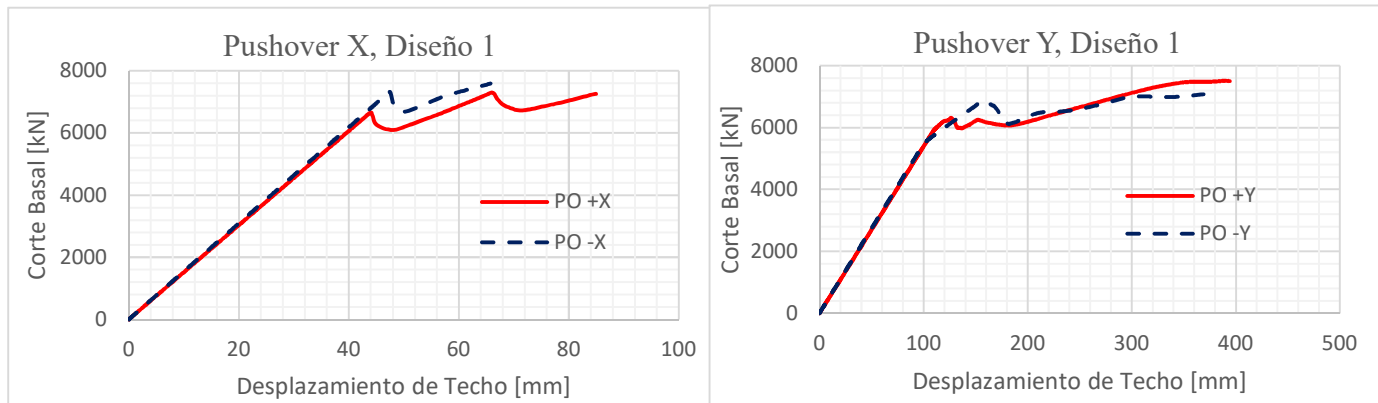 Pushover X, Diseño 1
Corte Basal [kN]
8000
6000
4000
2000
0
PO +X
PO -X
0 20 40 60 80 100
Desplazamiento de Techo [mm]
Pushover Y, Diseño 1
Corte Basal [kN]
8000
6000
4000
2000
0
PO +Y
PO -Y
0 100 200 300 400 500
Desplazamiento de Techo [mm]